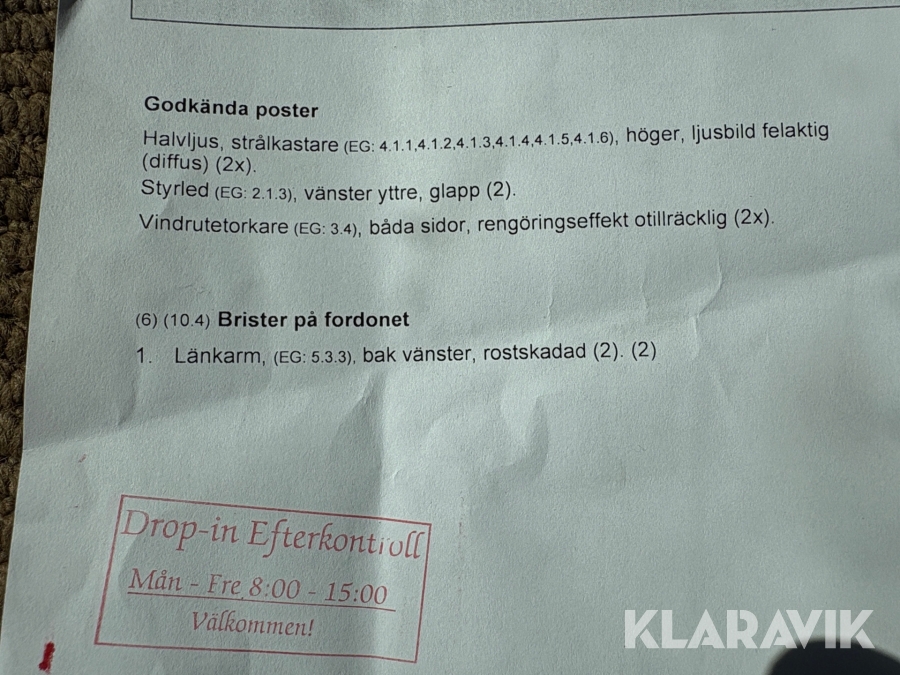 Godkända poster
Halvljus, strålkastare (EG: 4.1.1,4.1.2,4.1.3,4.1.4,4.1.5,4.1.6), höger, ljusbild felaktig
(diffus) (2x).
Styrled (EG: 2.1.3), vänster yttre, glapp (2).
Vindrutetorkare (EG: 3.4), båda sidor, rengöringseffekt otillräcklig (2x).
(6) (10.4) Brister på fordonet
1. Länkarm, (EG: 5.3.3), bak vänster, rostskadad (2). (2)
Drop-in Efterkontroll
Mån - Fre 8:00 - 15:00
Välkommen!
KLARAVIK